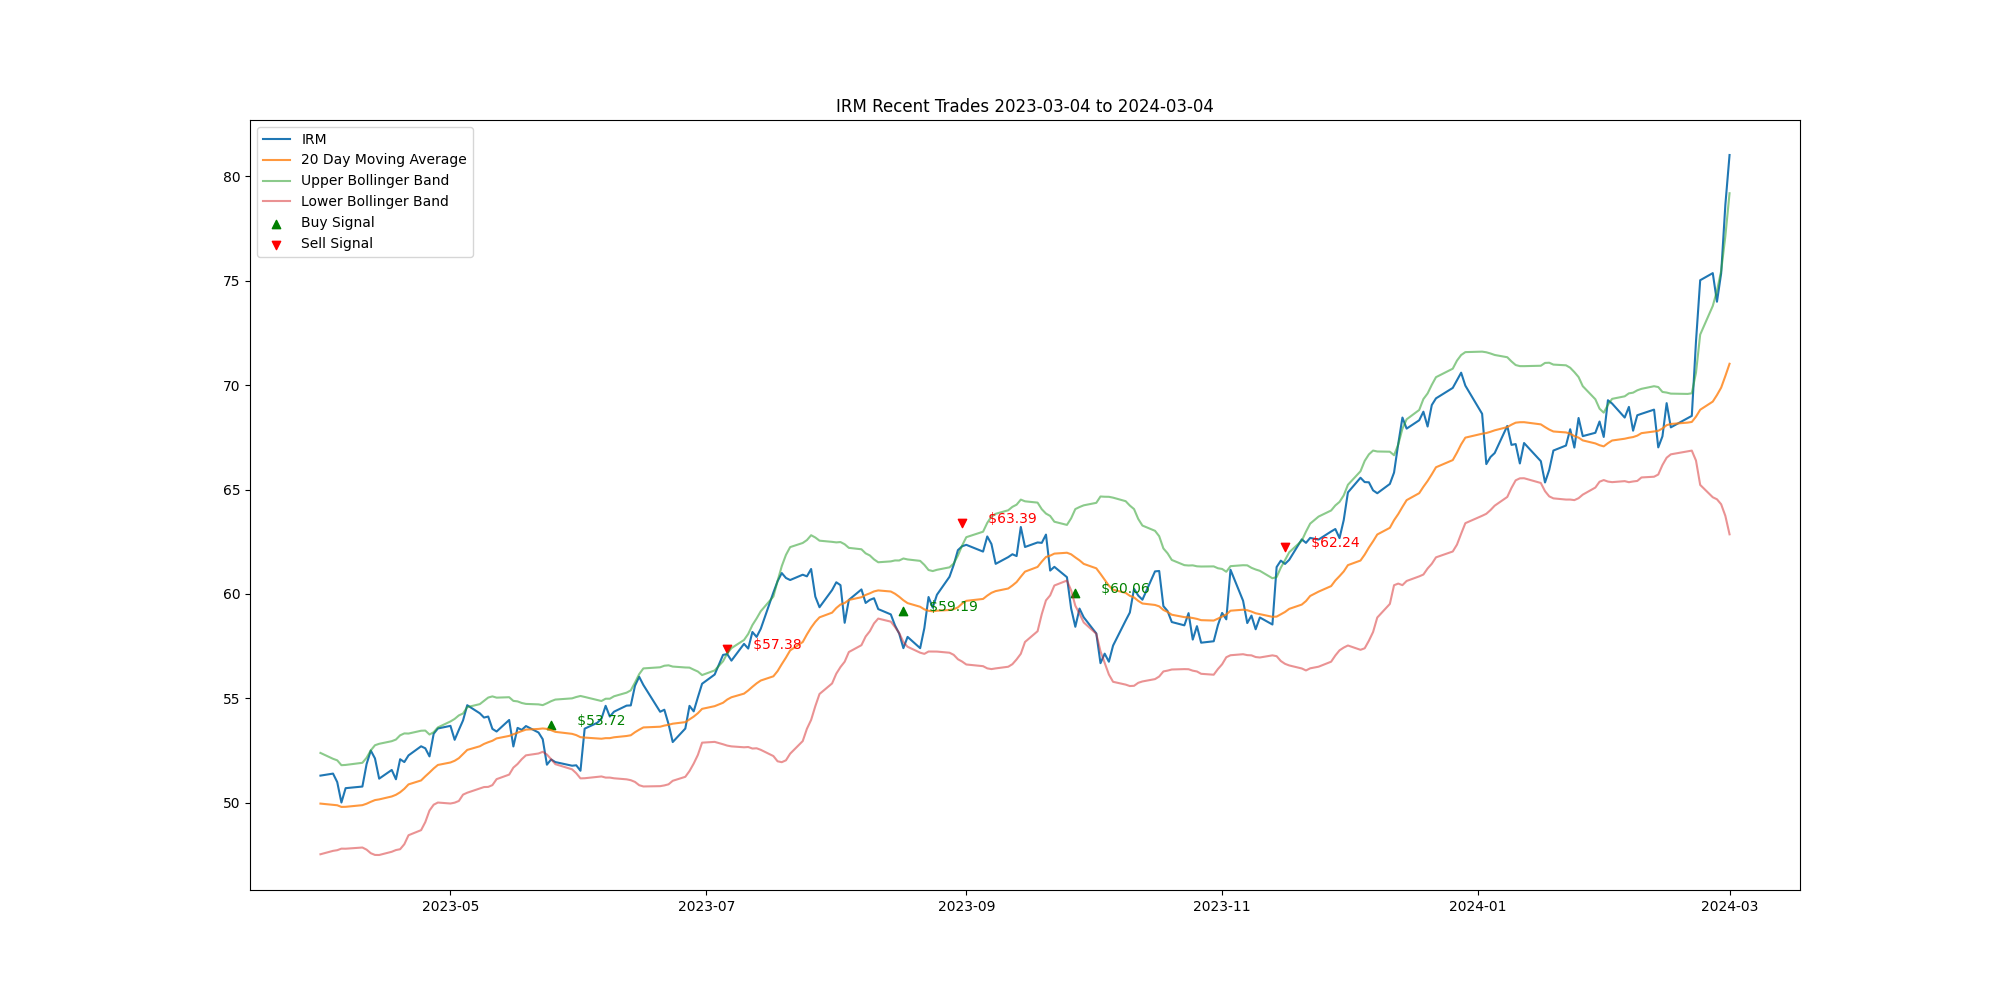 IRM Recent Trades 2023-03-04 to 2024-03-04
IRM
20 Day Moving Average
Upper Bollinger Band
Lower Bollinger Band
Buy Signal
Sell Signal
80
75
70
65
60
55
50
$63.39
$62.24
$60.06
$59.19
$57.38
$53.72
2023-05
2023-07
2023-09
2023-11
2024-01
2024-03